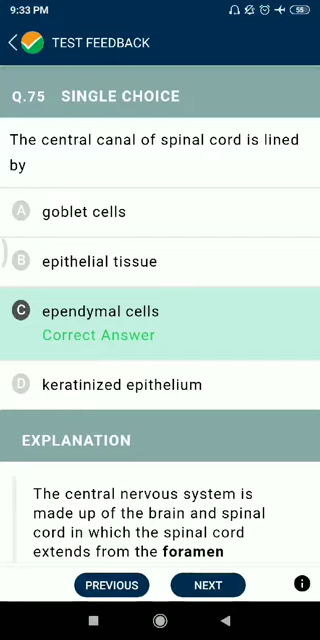 9:33 PM
55
TEST FEEDBACK
Q.75 SINGLE CHOICE
The central canal of spinal cord is lined
by
A goblet cells
B epithelial tissue
C ependymal cells
Correct Answer
D keratinized epithelium
EXPLANATION
The central nervous system is
made up of the brain and spinal
cord in which the spinal cord
extends from the foramen
PREVIOUS NEXT